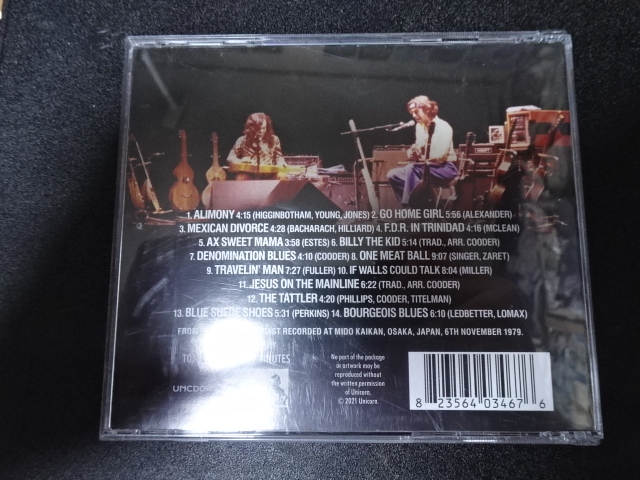 1. ALIMONY 4:15 (HIGGINBOTHAM, YOUNG, JONES) 2. GO HOME GIRL 5:56 (ALEXANDER)
3. MEXICAN DIVORCE 4:28 (BACHARACH, HILLIARD) 4. F.D.R. IN TRINIDAD 4:16 (MCLEAN)
5. AX SWEET MAMA 3:58 (ESTES) 6. BILLY THE KID 5:14 (TRAD., ARR. COODER)
7. DENOMINATION BLUES 4:10 (COODER) 8. ONE MEAT BALL 9:07 (SINGER, ZARET)
9. TRAVELIN' MAN 7:27 (FULLER) 10. IF WALLS COULD TALK 8:04 (MILLER)
11. JESUS ON THE MAINLINE 6:22 (TRAD., ARR. COODER)
12. THE TATTLER 4:20 (PHILLIPS, COODER, TITELMAN)
13. BLUE SUEDE SHOES 5:31 (PERKINS) 14. BOURGEOIS BLUES 6:10 (LEDBETTER, LOMAX)
FROM RECORDED AT MIDO KAIKAN, OSAKA, JAPAN, 6TH NOVEMBER 1979.
MINUTES
No part of the package
or artwork may be
reproduced without
the written permission
of Unicorn.
© 2021 Unicorn.
8 23564 03467 6